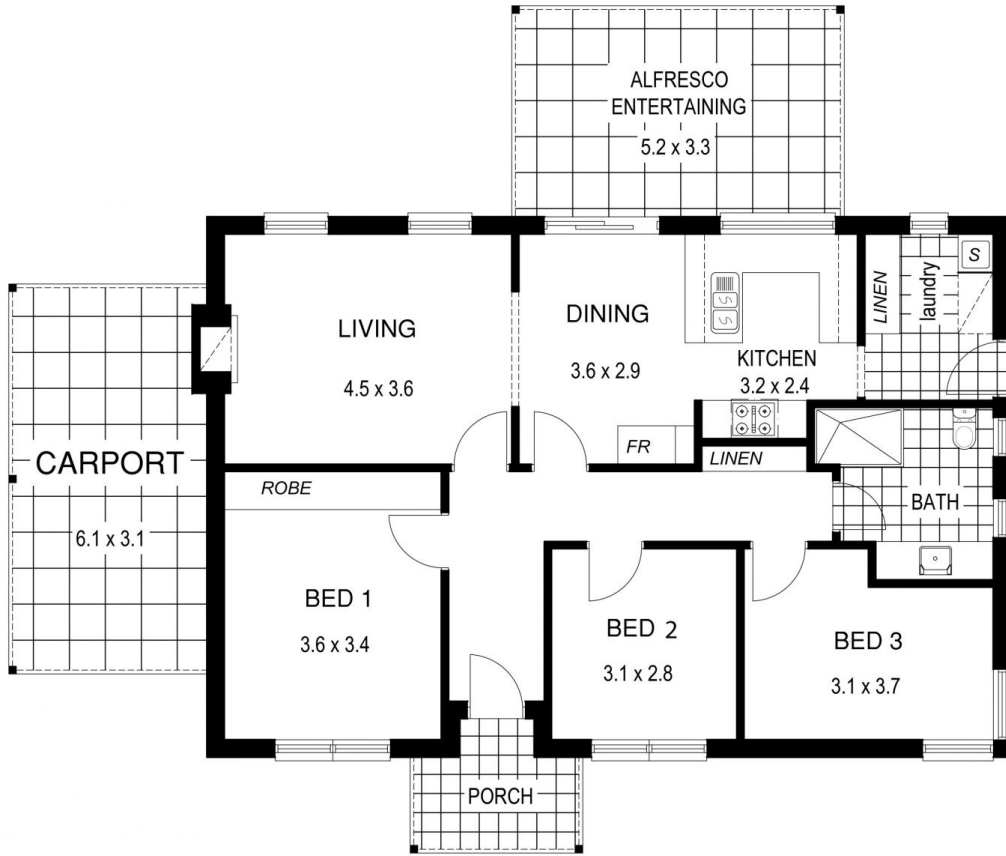 ALFRESCO
ENTERTAINING
5.2 x 3.3
LIVING
4.5 x 3.6
DINING
3.6 x 2.9
KITCHEN
3.2 x 2.4
LINEN
laundry
S
FR
LINEN
BATH
CARPORT
6.1 x 3.1
ROBE
BED 1
3.6 x 3.4
BED 2
3.1 x 2.8
BED 3
3.1 x 3.7
PORCH